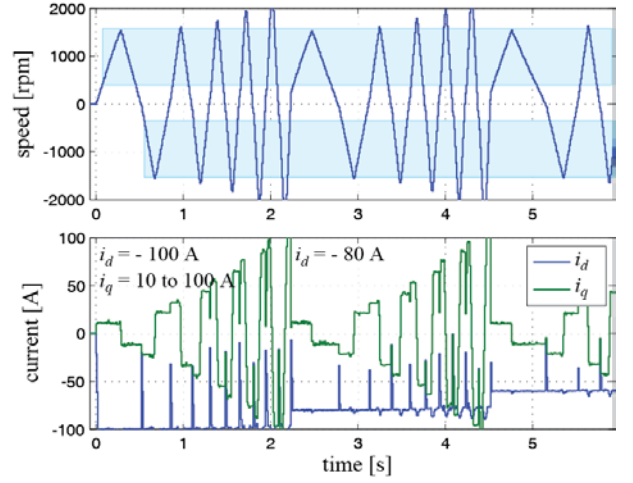 2000
1000
0
-1000
-2000
speed [rpm]
0 1 2 3 4 5
100
50
0
-50
-100
current [A]
i_d = - 100 A
i_q = 10 to 100 A
i_d = - 80 A
i_d
i_q
0 1 2 3 4 5
time [s]